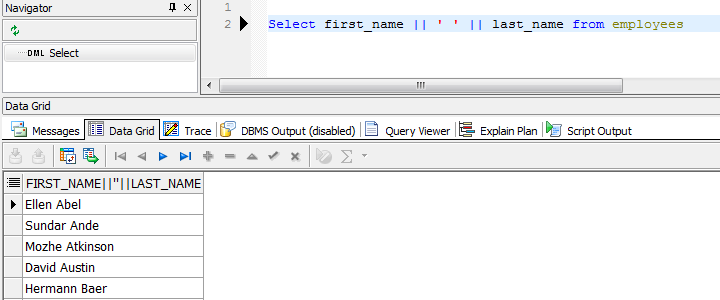 Navigator
DML Select
1
2 Select first_name || ' ' || last_name from employees
Data Grid
Messages Data Grid Trace DBMS Output (disabled) Query Viewer Explain Plan Script Output
FIRST_NAME||''||LAST_NAME
Ellen Abel
Sundar Ande
Mozhe Atkinson
David Austin
Hermann Baer